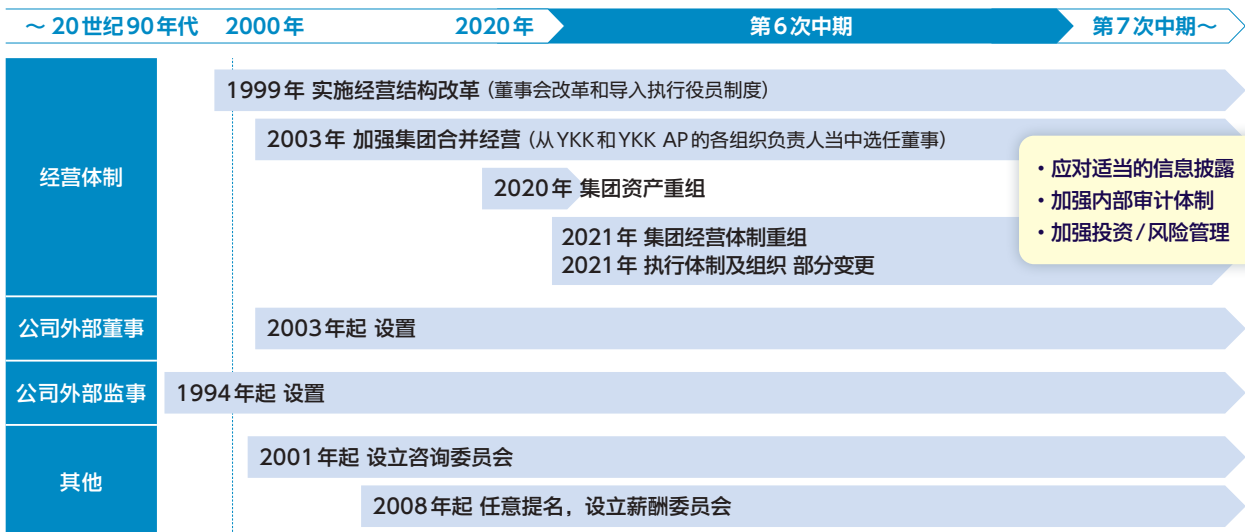 ～ 20世纪90年代 2000年 2020年 第6次中期 第7次中期～
经营体制
1999年 实施经营结构改革（董事会改革和导入执行役员制度）
2003年 加强集团合并经营（从YKK和YKK AP的各组织负责人当中选任董事）
2020年 集团资产重组
2021年 集团经营体制重组
2021年 执行体制及组织 部分变更
・应对适当的信息披露
・加强内部审计体制
・加强投资/风险管理
公司外部董事
2003年起 设置
公司外部监事
1994年起 设置
其他
2001年起 设立咨询委员会
2008年起 任意提名，设立薪酬委员会